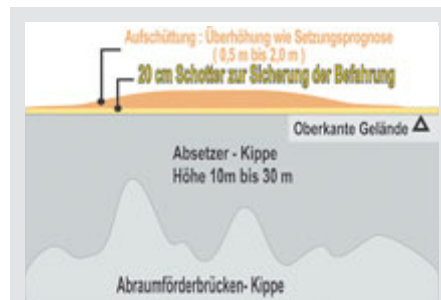 Aufschüttung : Überhöhung wie Setzungsprognose
( 0,5 m bis 2,0 m )
20 cm Schotter zur Sicherung der Befahrung
Oberkante Gelände
Absetzer - Kippe
Höhe 10m bis 30 m
Abraumförderbrücken- Kippe